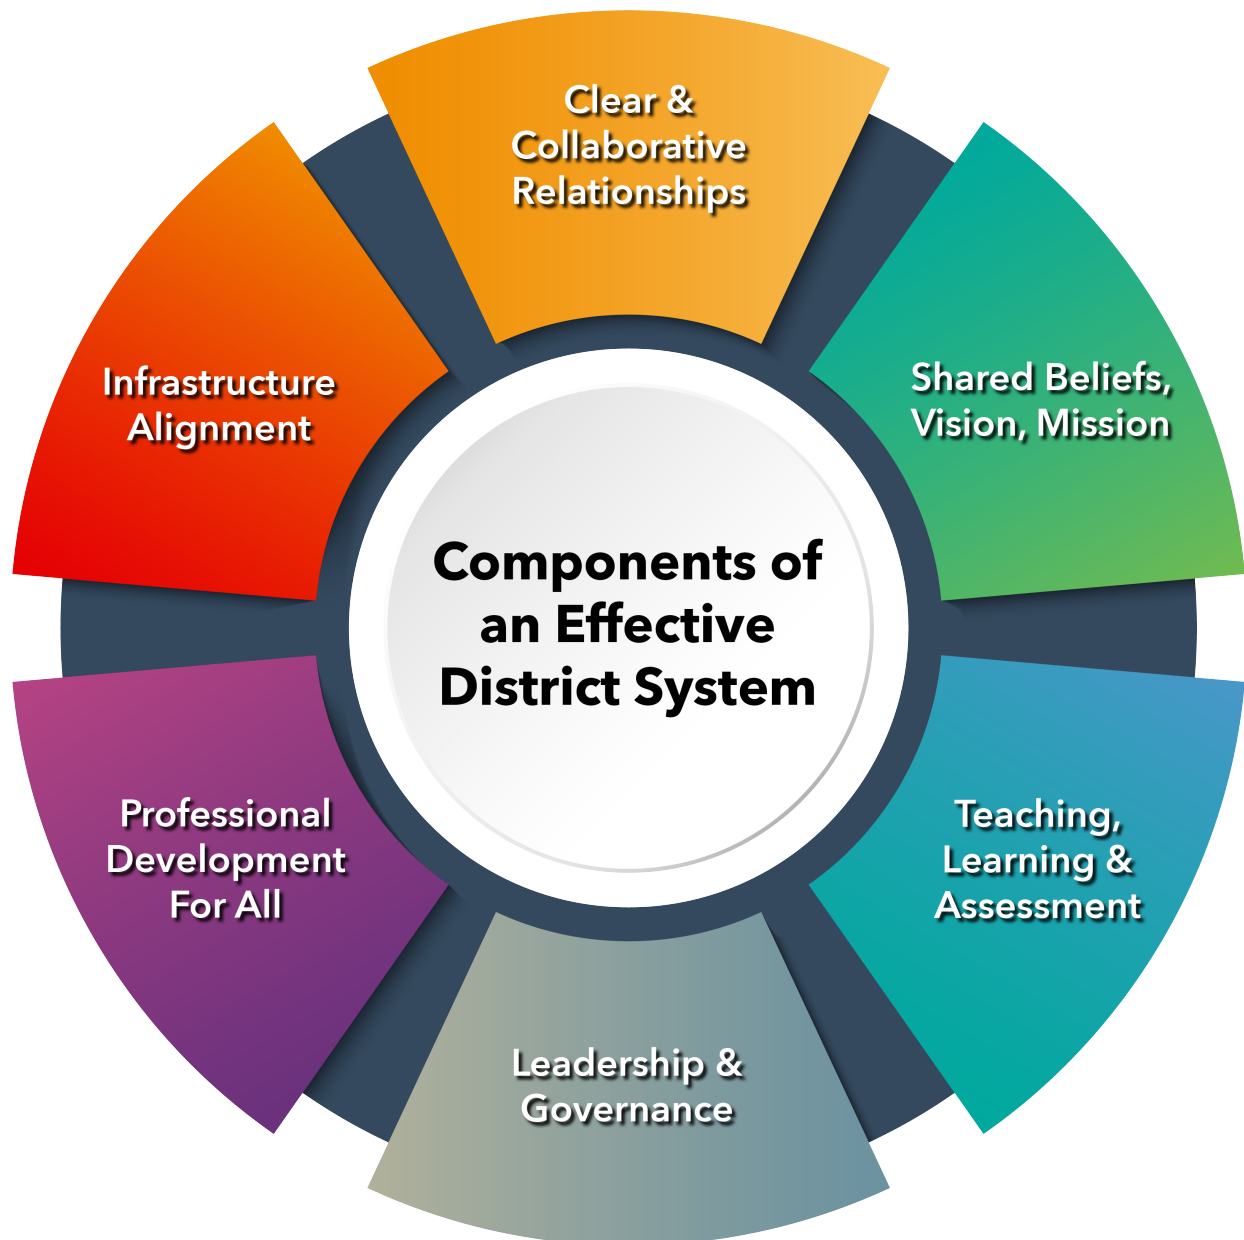 Clear &
Collaborative
Relationships
Shared Beliefs,
Vision, Mission
Teaching,
Learning &
Assessment
Leadership &
Governance
Professional
Development
For All
Infrastructure
Alignment
Components of
an Effective
District System